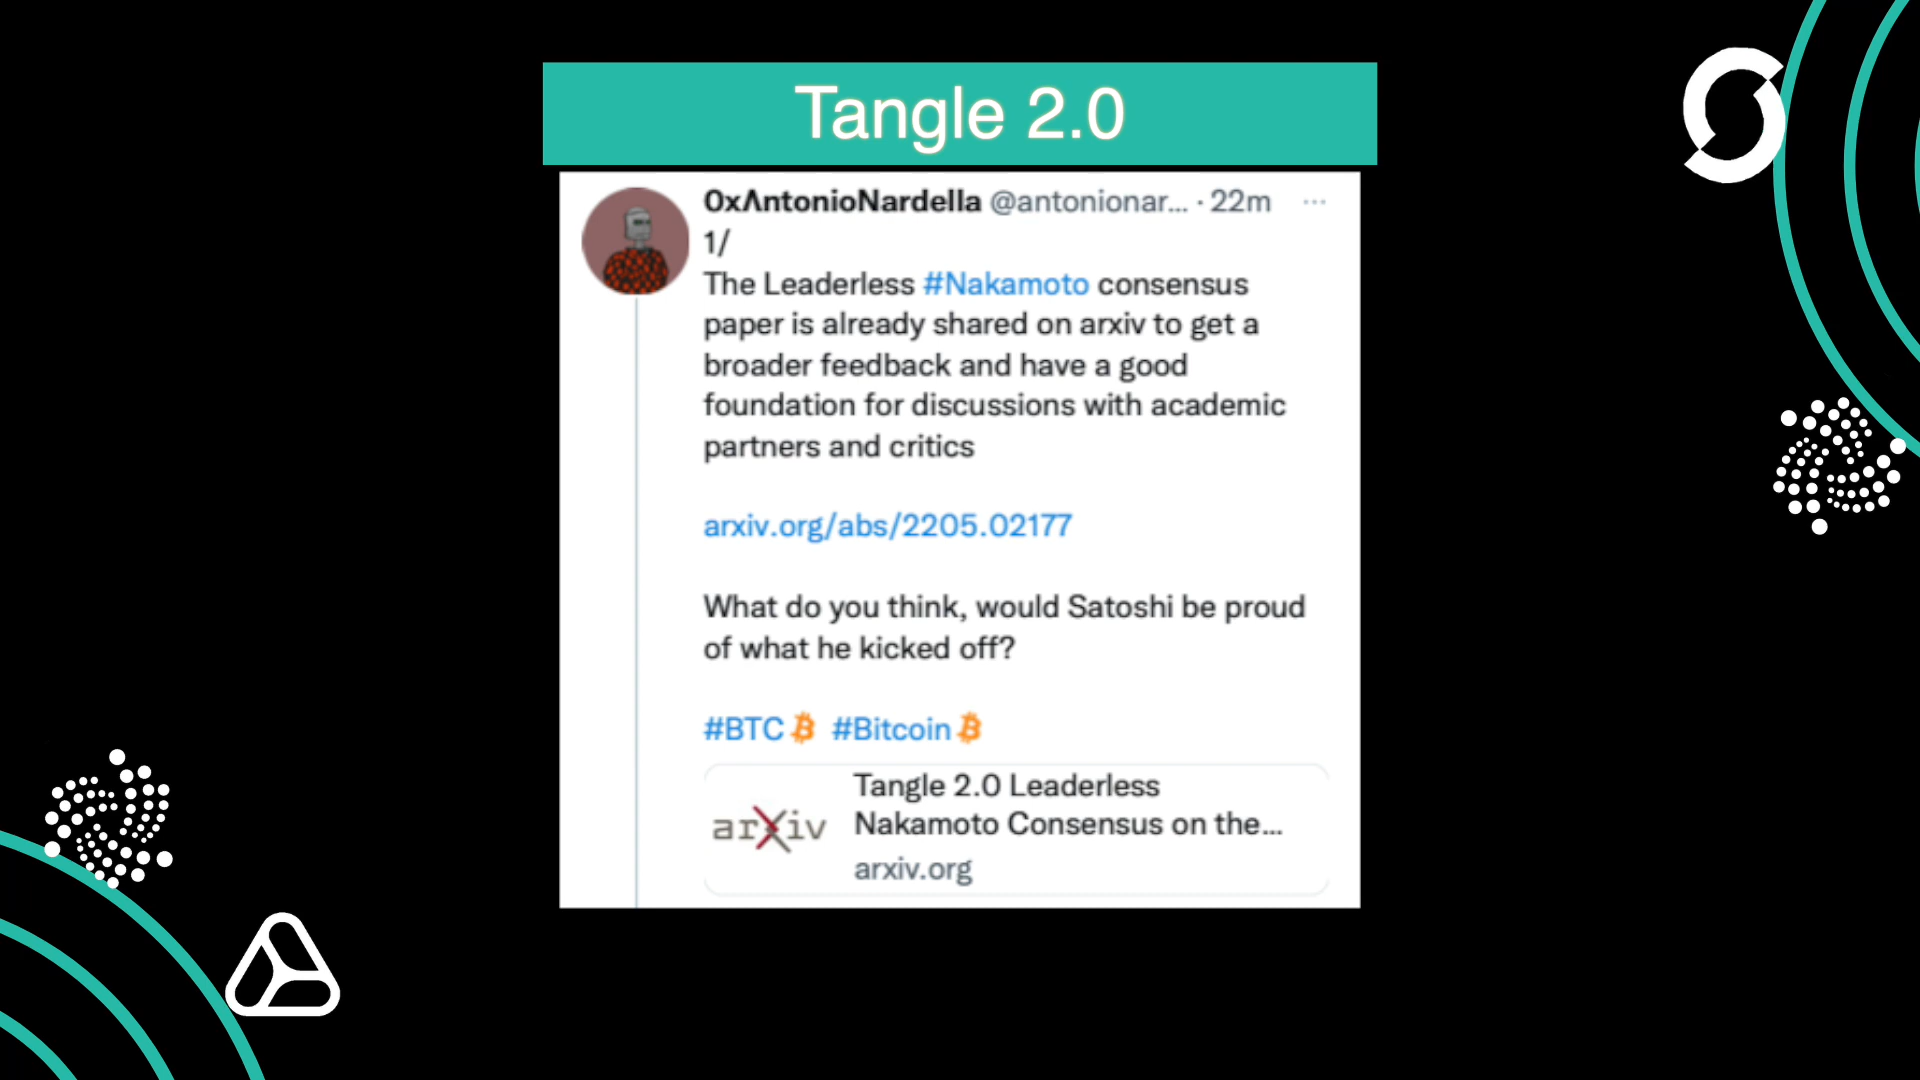 Tangle 2.0
0xΛntonioNardella @antonionar... · 22m ...
1/
The Leaderless #Nakamoto consensus
paper is already shared on arxiv to get a
broader feedback and have a good
foundation for discussions with academic
partners and critics
arxiv.org/abs/2205.02177
What do you think, would Satoshi be proud
of what he kicked off?
#BTC #Bitcoin
Tangle 2.0 Leaderless
arXiv Nakamoto Consensus on the...
arxiv.org